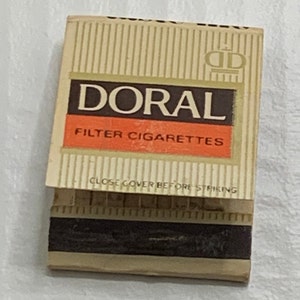 DORAL
FILTER CIGARETTES
CLOSE COVER BEFORE STRIKING